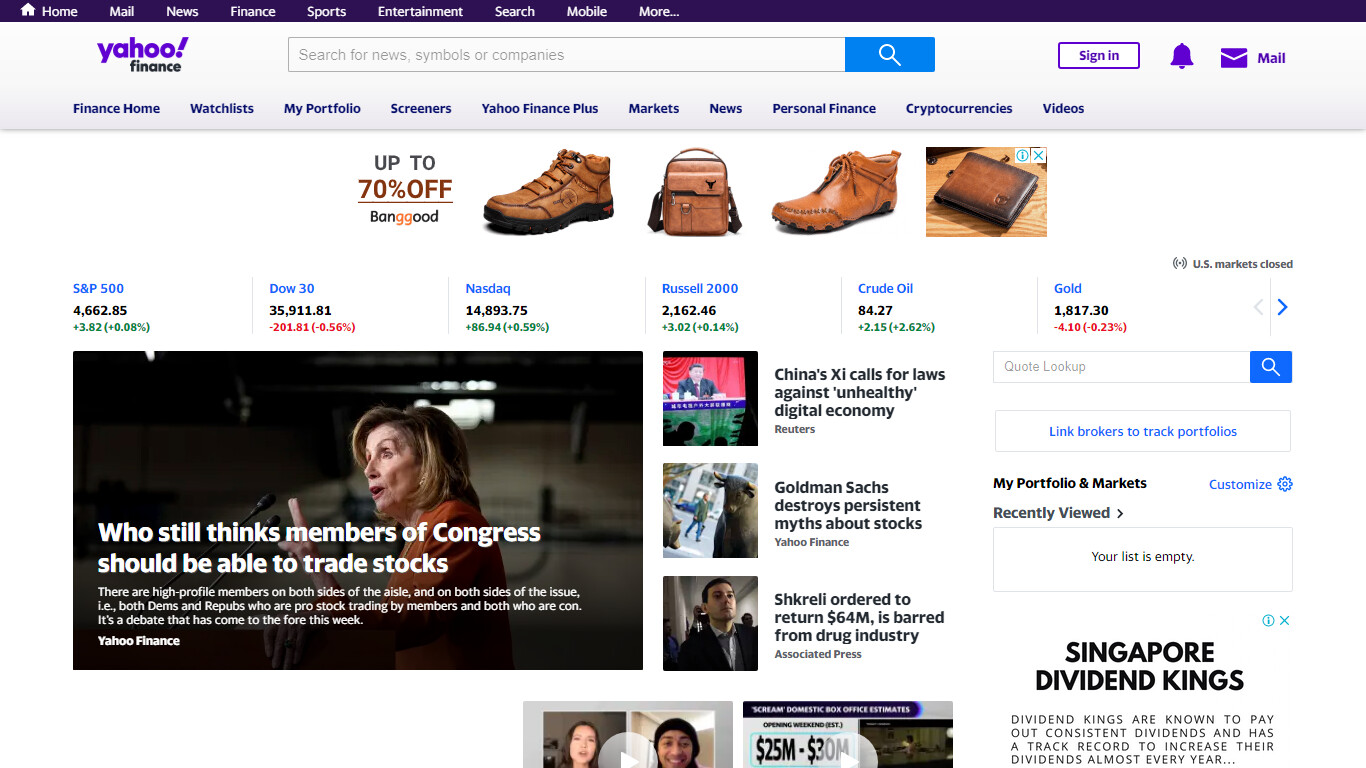 Home Mail News Finance Sports Entertainment Search Mobile More...
yahoo!
finance
Search for news, symbols or companies
Sign in
Mail
Finance Home Watchlists My Portfolio Screeners Yahoo Finance Plus Markets News Personal Finance Cryptocurrencies Videos
UP TO
70%OFF
Banggood
U.S. markets closed
S&P 500
4,662.85
+3.82 (+0.08%)
Dow 30
35,911.81
-201.81 (-0.56%)
Nasdaq
14,893.75
+86.94 (+0.59%)
Russell 2000
2,162.46
+3.02 (+0.14%)
Crude Oil
84.27
+2.15 (+2.62%)
Gold
1,817.30
-4.10 (-0.23%)
Who still thinks members of Congress
should be able to trade stocks
There are high-profile members on both sides of the aisle, and on both sides of the issue,
i.e., both Dems and Repubs who are pro stock trading by members and both who are con.
It's a debate that has come to the fore this week.
Yahoo Finance
China's Xi calls for laws
against 'unhealthy'
digital economy
Reuters
Goldman Sachs
destroys persistent
myths about stocks
Yahoo Finance
Shkreli ordered to
return $64M, is barred
from drug industry
Associated Press
Quote Lookup
Link brokers to track portfolios
My Portfolio & Markets
Customize
Recently Viewed
Your list is empty.
SINGAPORE
DIVIDEND KINGS
DIVIDEND KINGS ARE KNOWN TO PAY
OUT CONSISTENT DIVIDENDS AND HAS
A TRACK RECORD TO INCREASE THEIR
DIVIDENDS ALMOST EVERY YEAR...
'SCREAM' DOMESTIC BOX OFFICE ESTIMATES
OPENING WEEKEND (EST.)
$25M - $30M